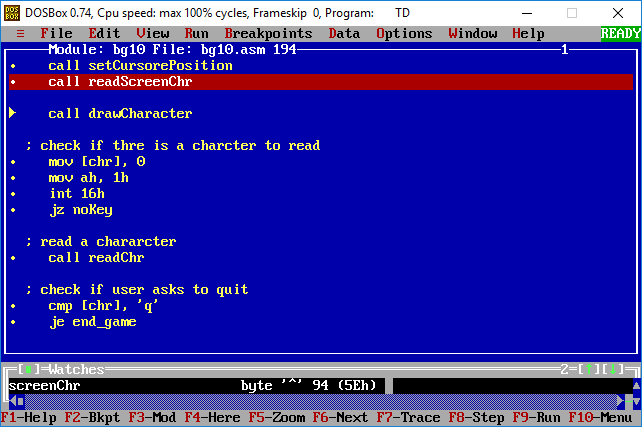 DOSBox 0.74, Cpu speed: max 100% cycles, Frameskip 0, Program: TD
≡ File Edit View Run Breakpoints Data Options Window Help READY
Module: bg10 File: bg10.asm 194 1
call setCursorePosition
call readScreenChr
call drawCharacter
; check if thre is a charcter to read
mov [chr], 0
mov ah, 1h
int 16h
jz noKey
; read a chararcter
call readChr
; check if user asks to quit
cmp [chr], 'q'
je end_game
[■]=Watches 2=[↑][↓]
screenChr byte '^' 94 (5Eh)
F1-Help F2-Bkpt F3-Mod F4-Here F5-Zoom F6-Next F7-Trace F8-Step F9-Run F10-Menu